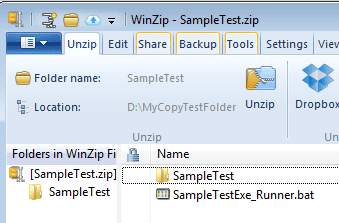 WinZip - SampleTest.zip
Unzip Edit Share Backup Tools Settings View
Folder name: SampleTest
Location: D:\MyCopyTestFolder
Unzip
Dropbox
Unzip
Folders in WinZip Fi
Name
[SampleTest.zip]
SampleTest
SampleTest
SampleTestExe_Runner.bat